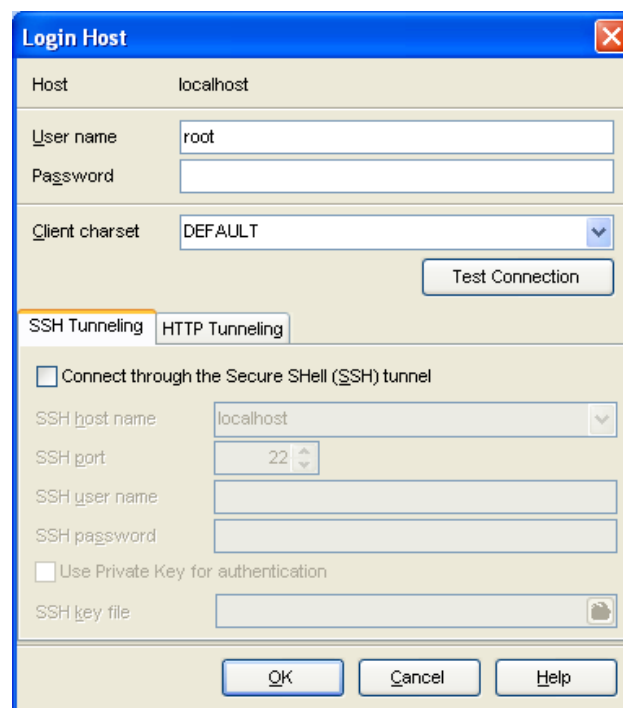 Login Host
Host localhost
User name root
Password
Client charset DEFAULT
Test Connection
SSH Tunneling HTTP Tunneling
Connect through the Secure SHell (SSH) tunnel
SSH host name localhost
SSH port 22
SSH user name
SSH password
Use Private Key for authentication
SSH key file
OK Cancel Help